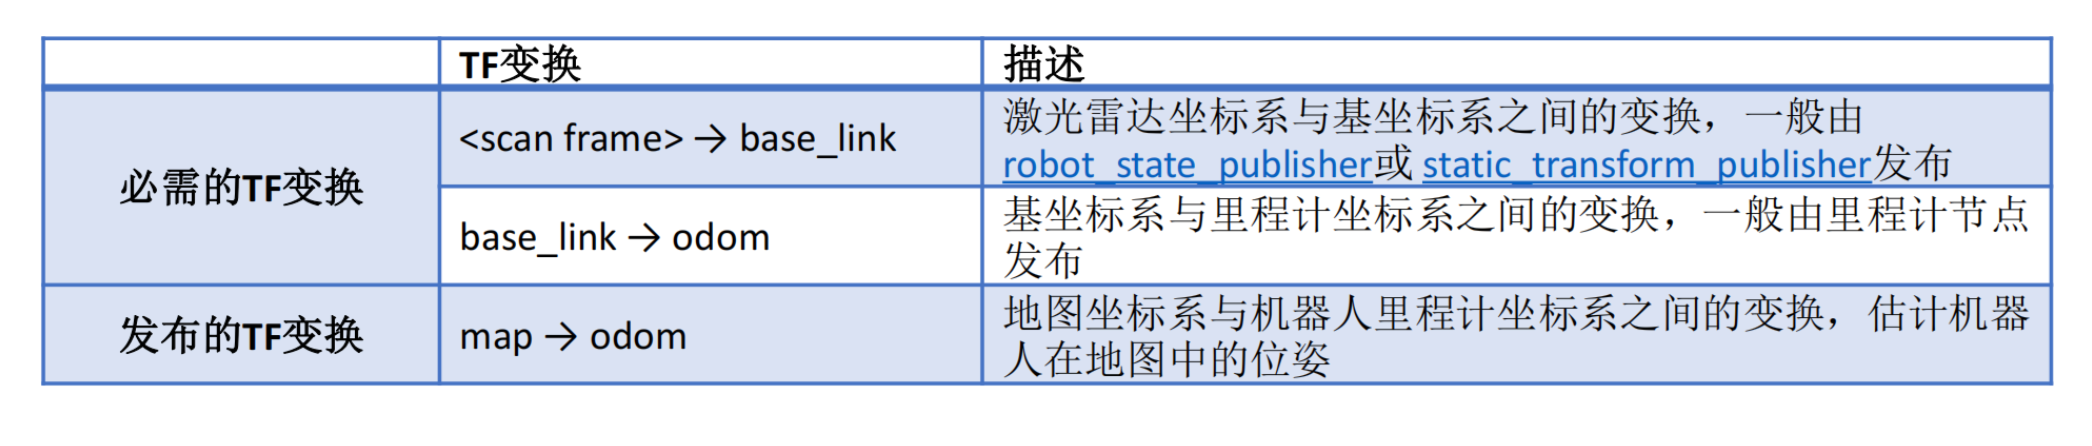 TF变换 描述
必需的TF变换
<scan frame> → base_link
激光雷达坐标系与基坐标系之间的变换，一般由
robot_state_publisher或 static_transform_publisher发布
base_link → odom
基坐标系与里程计坐标系之间的变换，一般由里程计节点
发布
发布的TF变换
map → odom
地图坐标系与机器人里程计坐标系之间的变换，估计机器
人在地图中的位姿